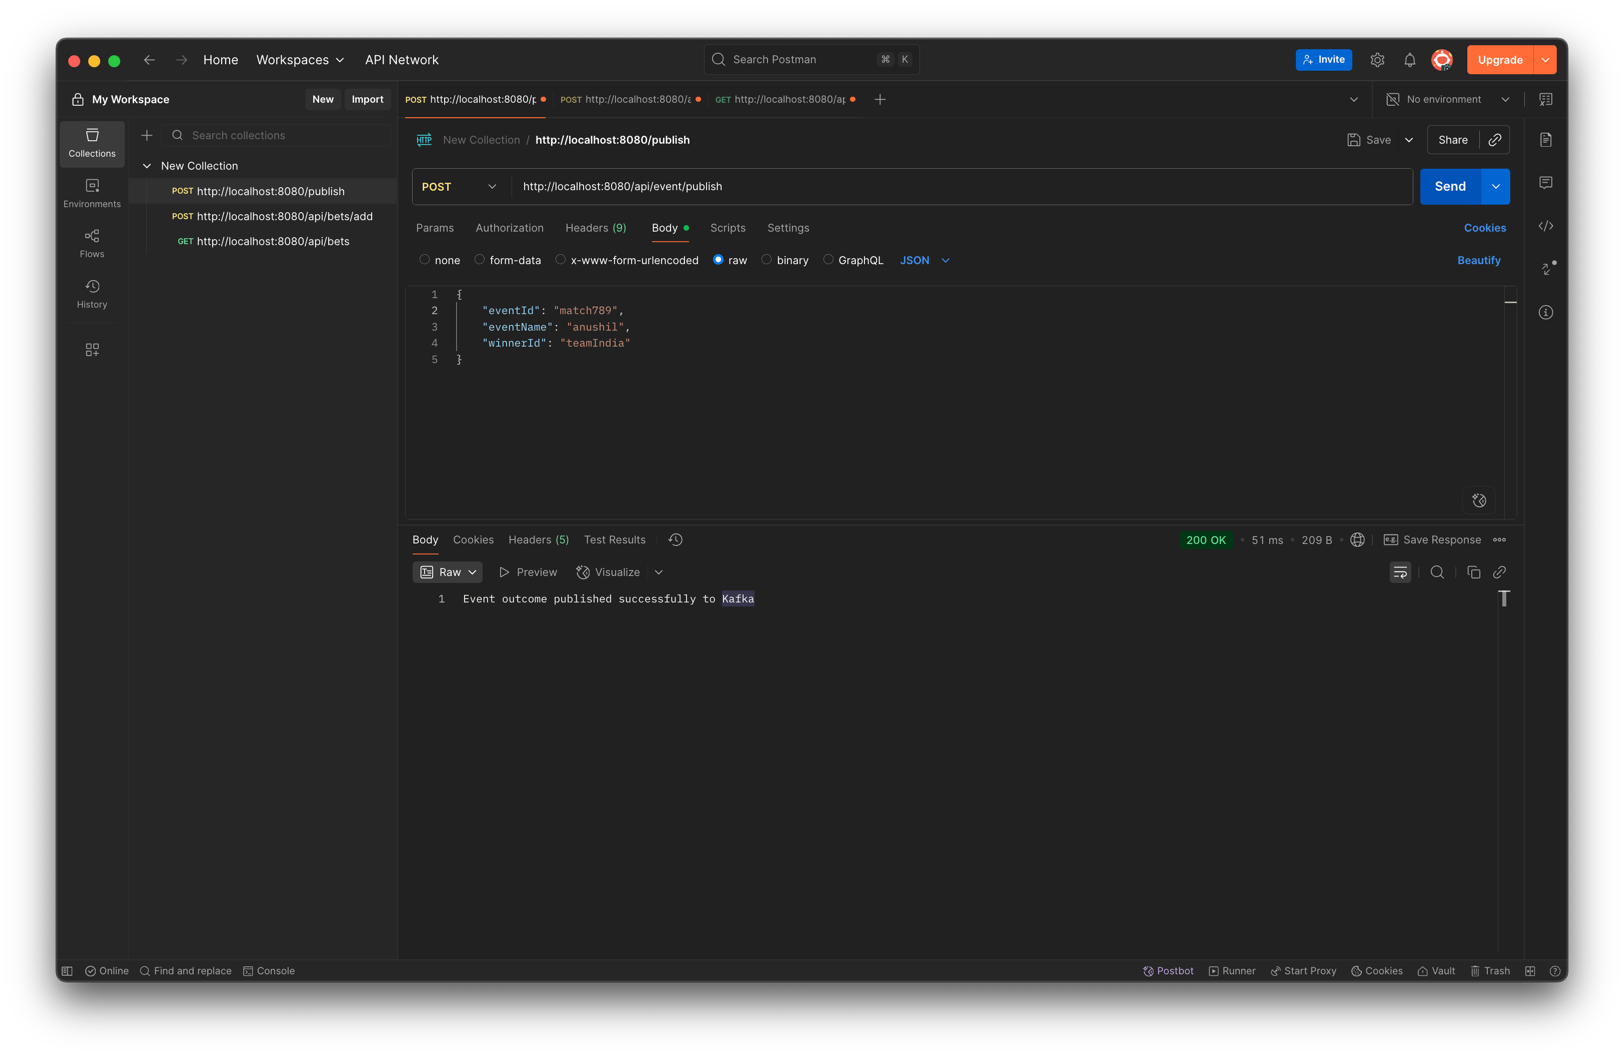 Home Workspaces API Network Search Postman ⌘ K Invite Upgrade
My Workspace New Import
POST http://localhost:8080/p POST http://localhost:8080/a GET http://localhost:8080/ap No environment
Collections
Search collections
New Collection
POST http://localhost:8080/publish
POST http://localhost:8080/api/bets/add
GET http://localhost:8080/api/bets
Environments
Flows
History
HTTP New Collection / http://localhost:8080/publish Save Share
POST http://localhost:8080/api/event/publish Send
Params Authorization Headers (9) Body Scripts Settings Cookies
none form-data x-www-form-urlencoded raw binary GraphQL JSON Beautify
1 {
2 "eventId": "match789",
3 "eventName": "anushil",
4 "winnerId": "teamIndia"
5 }
Body Cookies Headers (5) Test Results 200 OK • 51 ms • 209 B • Save Response
Raw Preview Visualize
1 Event outcome published successfully to Kafka
Online Find and replace Console Postbot Runner Start Proxy Cookies Vault Trash